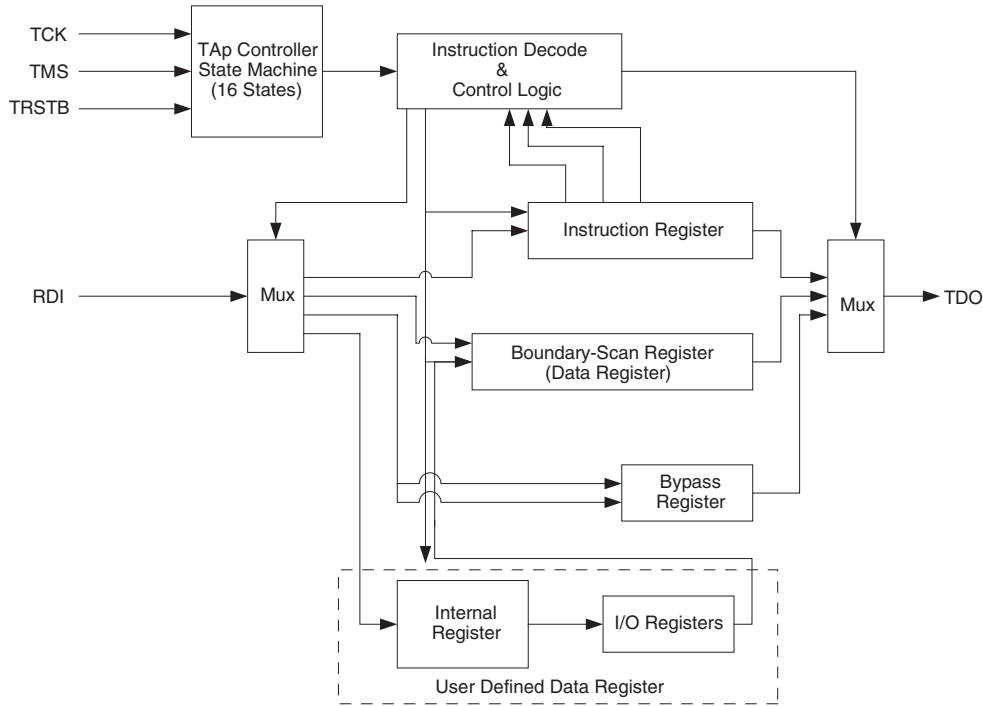 TCK
TMS
TRSTB
TAp Controller
State Machine
(16 States)
Instruction Decode
&
Control Logic
Instruction Register
RDI
Mux
Mux
TDO
Boundary-Scan Register
(Data Register)
Bypass
Register
Internal
Register
I/O Registers
User Defined Data Register